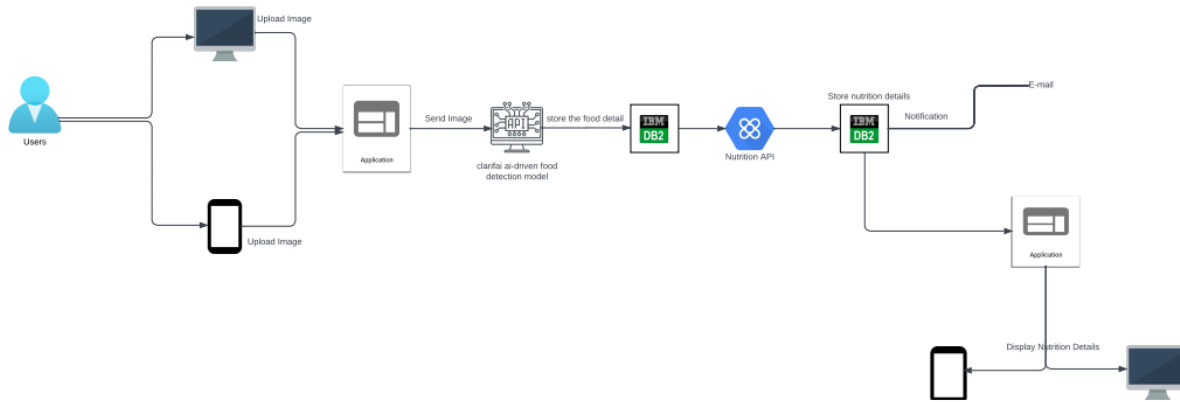 Upload Image
Users
Upload Image
Application
Send Image
API
clarifai ai-driven food
detection model
store the food detail
IBM
DB2
Nutrition API
Store nutrition details
IBM
DB2
Notification
E-mail
Application
Display Nutrition Details